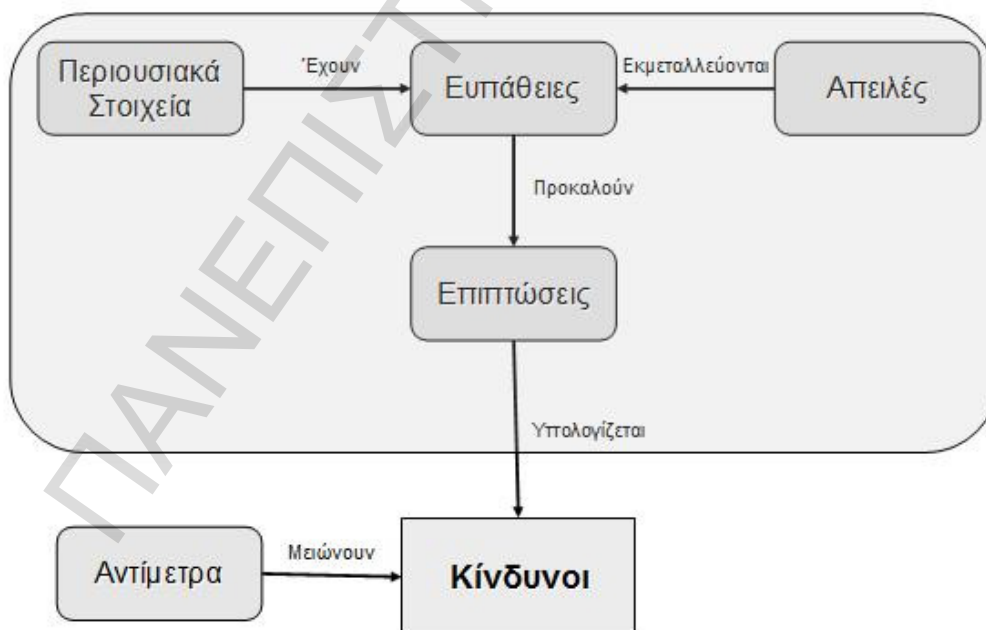 Περιουσιακά
Στοιχεία
Έχουν
Ευπάθειες
Εκμεταλλεύονται
Απειλές
Προκαλούν
Επιπτώσεις
Υπολογίζεται
Αντίμετρα
Μειώνουν
Κίνδυνοι